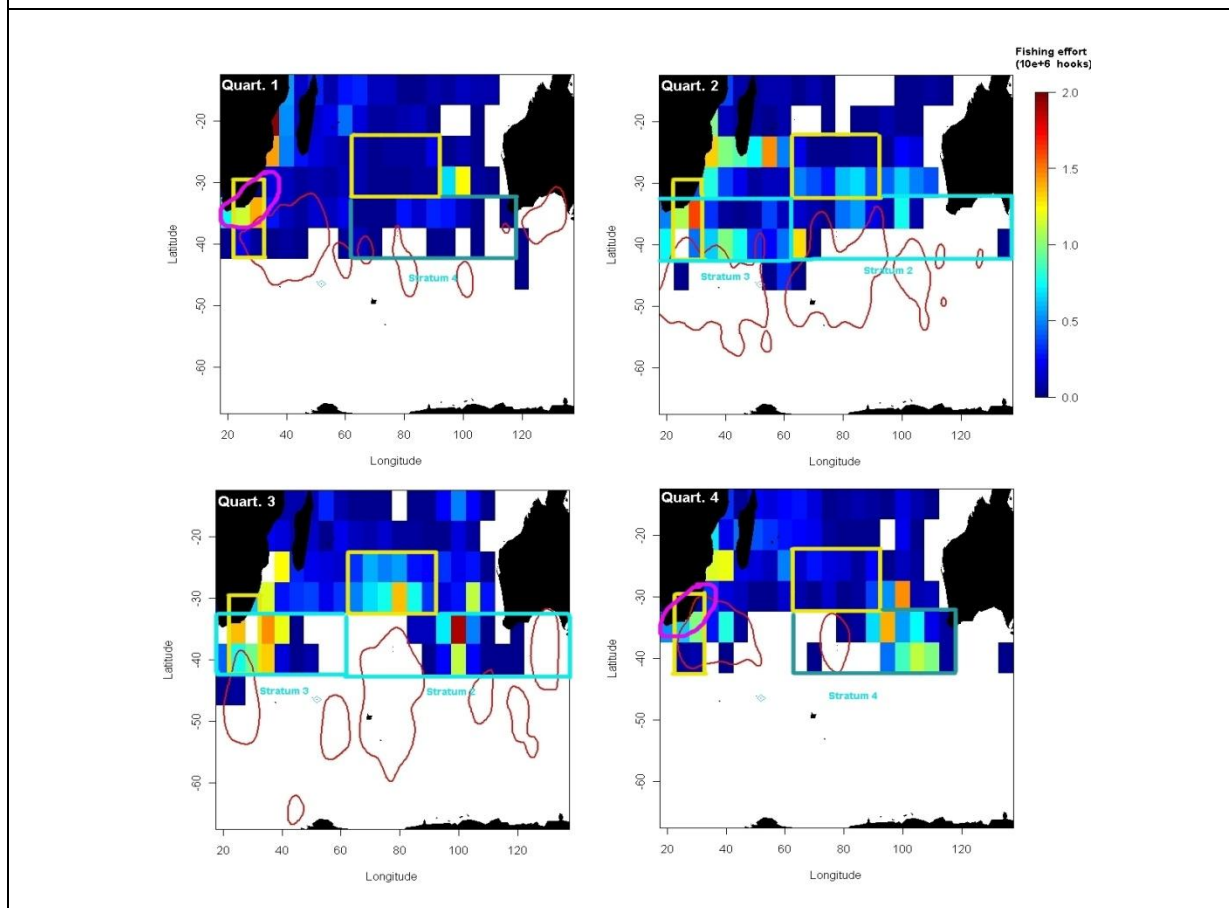 Fishing effort
(10e+6 hooks)
Quart. 1
Quart. 2
2.0
1.5
1.0
0.5
0.0
-20
-30
-40
-50
-60
Latitude
Stratum 4
20 40 60 80 100 120
Longitude
-20
-30
-40
-50
-60
Latitude
Stratum 3
Stratum 2
20 40 60 80 100 120
Longitude
Quart. 3
Quart. 4
-20
-30
-40
-50
-60
Latitude
Stratum 3
Stratum 2
20 40 60 80 100 120
Longitude
-20
-30
-40
-50
-60
Latitude
Stratum 4
20 40 60 80 100 120
Longitude